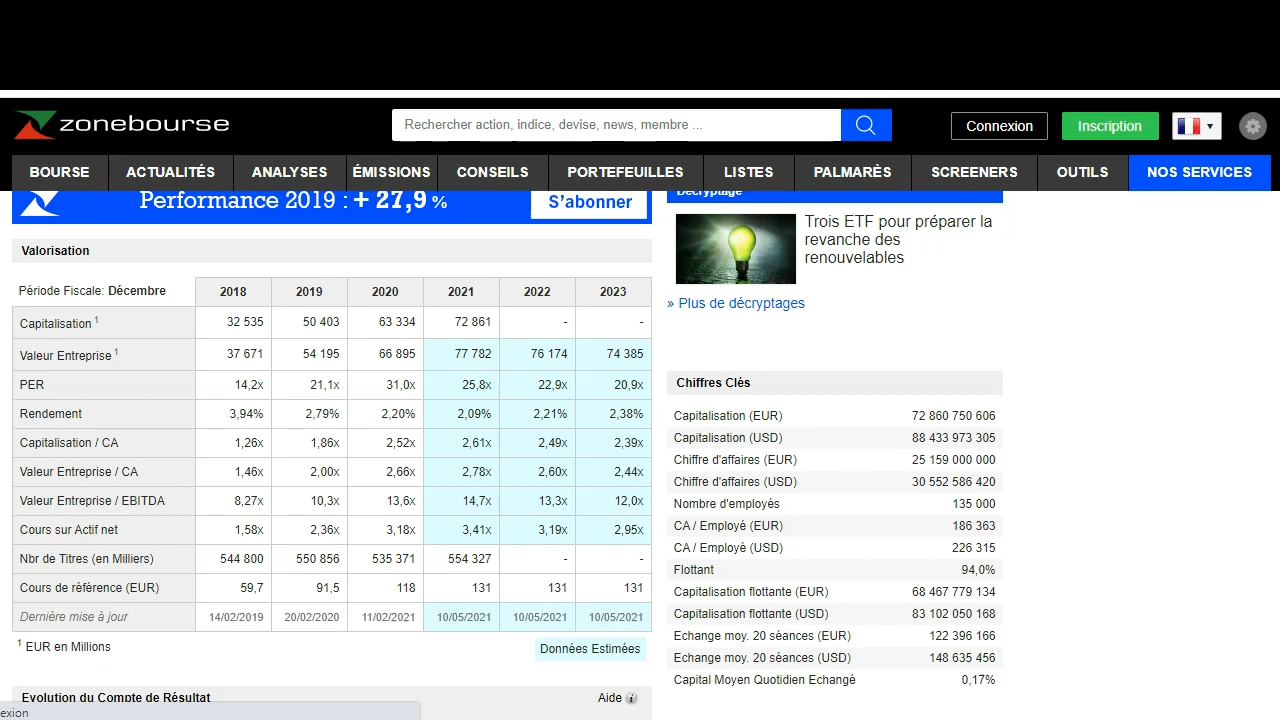 zonebourse
Rechercher action, indice, devise, news, membre ...
Connexion
Inscription
BOURSE ACTUALITÉS ANALYSES ÉMISSIONS CONSEILS PORTEFEUILLES LISTES PALMARÈS SCREENERS OUTILS NOS SERVICES
Performance 2019 : + 27,9 %
S'abonner
Valorisation
Période Fiscale: Décembre 2018 2019 2020 2021 2022 2023
Capitalisation 1 32 535 50 403 63 334 72 861 - -
Valeur Entreprise 1 37 671 54 195 66 895 77 782 76 174 74 385
PER 14,2x 21,1x 31,0x 25,8x 22,9x 20,9x
Rendement 3,94% 2,79% 2,20% 2,09% 2,21% 2,38%
Capitalisation / CA 1,26x 1,86x 2,52x 2,61x 2,49x 2,39x
Valeur Entreprise / CA 1,46x 2,00x 2,66x 2,78x 2,60x 2,44x
Valeur Entreprise / EBITDA 8,27x 10,3x 13,6x 14,7x 13,3x 12,0x
Cours sur Actif net 1,58x 2,36x 3,18x 3,41x 3,19x 2,95x
Nbr de Titres (en Milliers) 544 800 550 856 535 371 554 327 - -
Cours de référence (EUR) 59,7 91,5 118 131 131 131
Dernière mise à jour 14/02/2019 20/02/2020 11/02/2021 10/05/2021 10/05/2021 10/05/2021
1 EUR en Millions
Données Estimées
Evolution du Compte de Résultat
Aide i
exion
Décryptage
Trois ETF pour préparer la
revanche des
renouvelables
» Plus de décryptages
Chiffres Clés
Capitalisation (EUR) 72 860 750 606
Capitalisation (USD) 88 433 973 305
Chiffre d'affaires (EUR) 25 159 000 000
Chiffre d'affaires (USD) 30 552 586 420
Nombre d'employés 135 000
CA / Employé (EUR) 186 363
CA / Employé (USD) 226 315
Flottant 94,0%
Capitalisation flottante (EUR) 68 467 779 134
Capitalisation flottante (USD) 83 102 050 168
Echange moy. 20 séances (EUR) 122 396 166
Echange moy. 20 séances (USD) 148 635 456
Capital Moyen Quotidien Echangé 0,17%